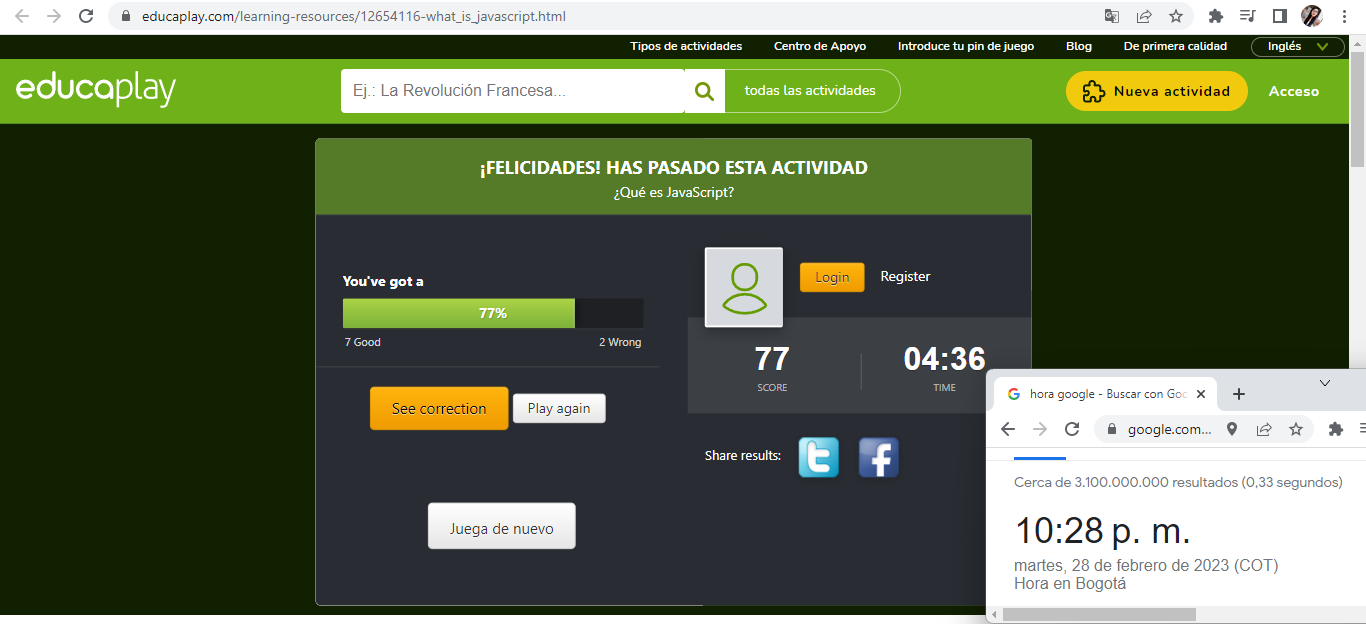 educaplay.com/learning-resources/12654116-what_is_javascript.html
Tipos de actividades Centro de Apoyo Introduce tu pin de juego Blog De primera calidad Inglés
educaplay Ej.: La Revolución Francesa... todas las actividades Nueva actividad Acceso
¡FELICIDADES! HAS PASADO ESTA ACTIVIDAD
¿Qué es JavaScript?
You've got a
77%
7 Good 2 Wrong
See correction Play again
Juega de nuevo
Login Register
77 04:36
SCORE TIME
Share results:
hora google - Buscar con Goo
google.com...
Cerca de 3.100.000.000 resultados (0,33 segundos)
10:28 p. m.
martes, 28 de febrero de 2023 (COT)
Hora en Bogotá